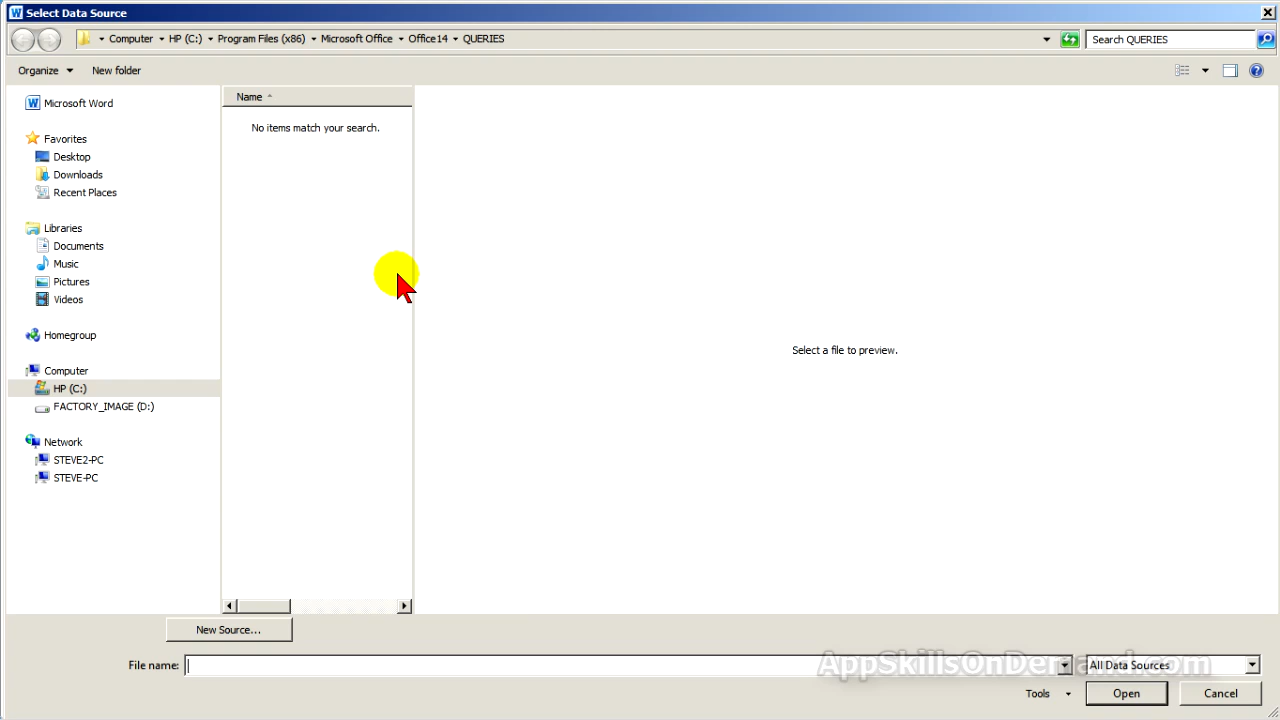 Select Data Source
Computer HP (C:) Program Files (x86) Microsoft Office Office14 QUERIES
Search QUERIES
Organize New folder
Microsoft Word
Favorites
Desktop
Downloads
Recent Places
Libraries
Documents
Music
Pictures
Videos
Homegroup
Computer
HP (C:)
FACTORY_IMAGE (D:)
Network
STEVE2-PC
STEVE-PC
Name
No items match your search.
Select a file to preview.
New Source...
File name:
All Data Sources
AppSkillsOnDemand.com
Tools Open Cancel